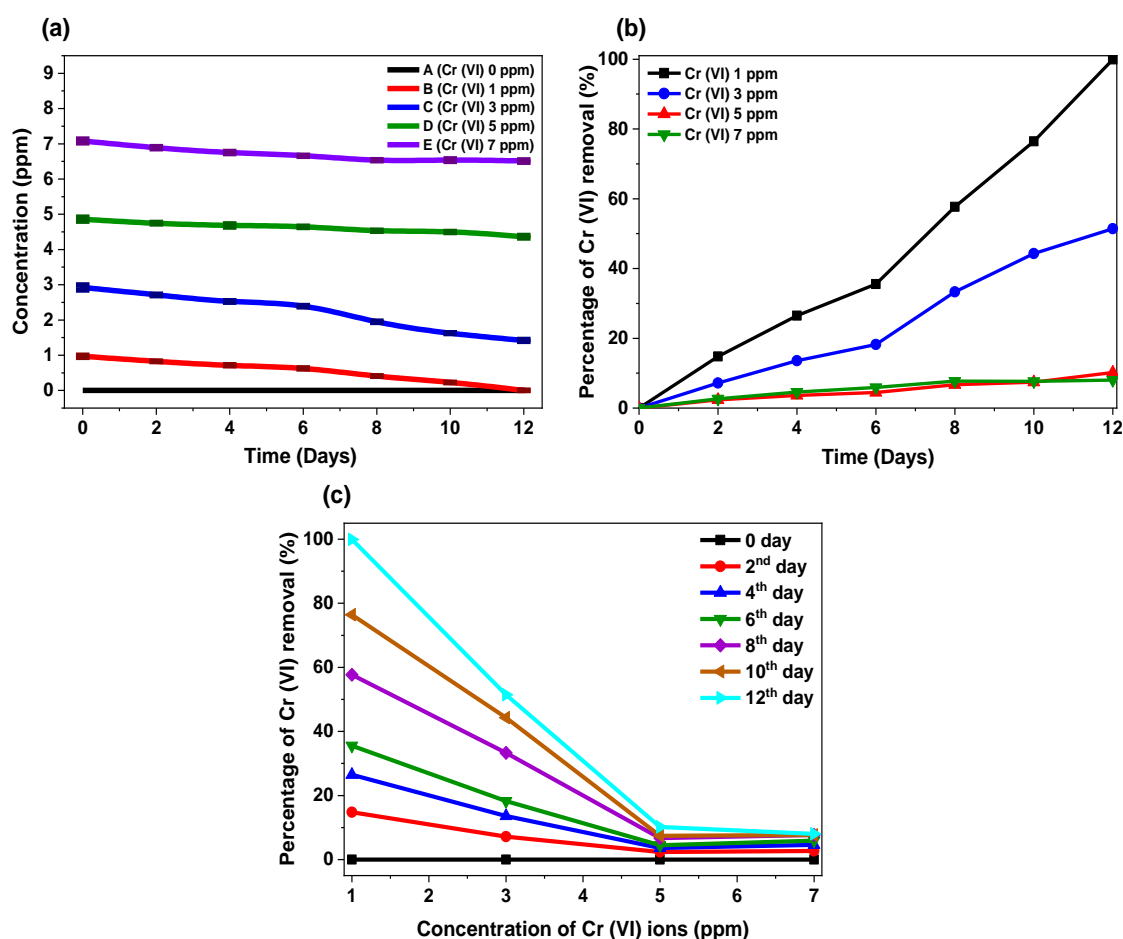 (a)
Concentration (ppm)
9
8
7
6
5
4
3
2
1
0
A (Cr (VI) 0 ppm)
B (Cr (VI) 1 ppm)
C (Cr (VI) 3 ppm)
D (Cr (VI) 5 ppm)
E (Cr (VI) 7 ppm)
0 2 4 6 8 10 12
Time (Days)
(b)
Percentage of Cr (VI) removal (%)
100
80
60
40
20
0
Cr (VI) 1 ppm
Cr (VI) 3 ppm
Cr (VI) 5 ppm
Cr (VI) 7 ppm
0 2 4 6 8 10 12
Time (Days)
(c)
Percentage of Cr (VI) removal (%)
100
80
60
40
20
0
0 day
2nd day
4th day
6th day
8th day
10th day
12th day
1 2 3 4 5 6 7
Concentration of Cr (VI) ions (ppm)